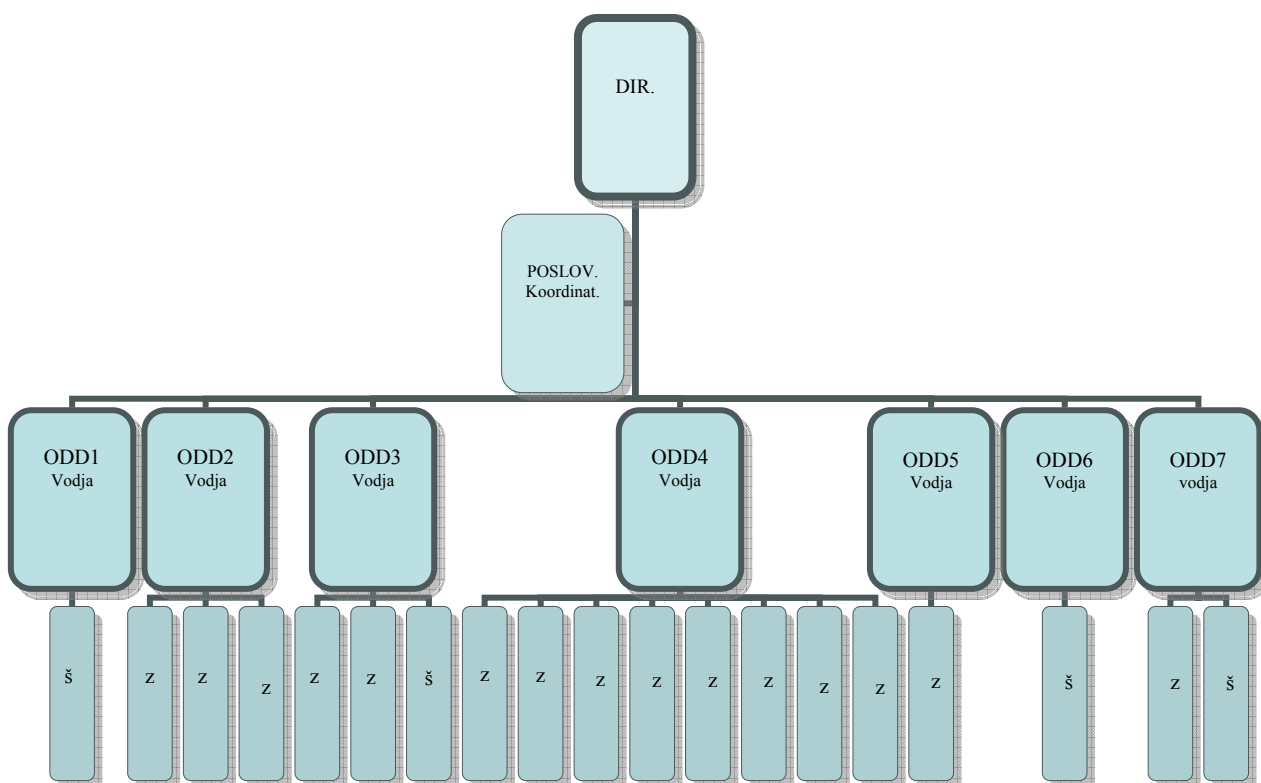 DIR.
POSLOV.
Koordinat.
ODD1
Vodja
ODD2
Vodja
ODD3
Vodja
ODD4
Vodja
ODD5
Vodja
ODD6
Vodja
ODD7
vodja
š
z
z
z
z
z
š
z
z
z
z
z
z
z
z
z
š
z
š